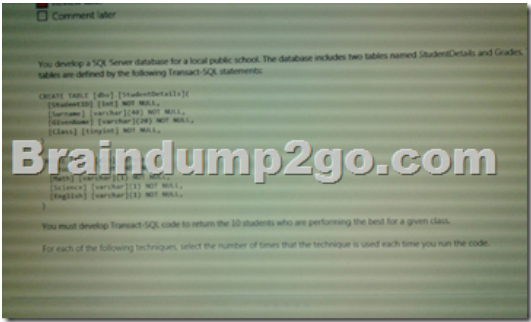 Comment later
You develop a SQL Server database for a local public school. The database includes two tables named StudentDetails and Grades.
tables are defined by the following Transact-SQL statements:
CREATE TABLE [dbo].[StudentDetails](
[StudentID] [int] NOT NULL,
[Surname] [varchar](40) NOT NULL,
[GivenName] [varchar](20) NOT NULL,
[Class] [tinyint] NOT NULL,
Braindump2go.com
[Math] [varchar](1) NOT NULL,
[Science] [varchar](1) NOT NULL,
[English] [varchar](1) NOT NULL,
)
You must develop Transact-SQL code to return the 10 students who are performing the best for a given class.
For each of the following techniques, select the number of times that the technique is used each time you run the code.